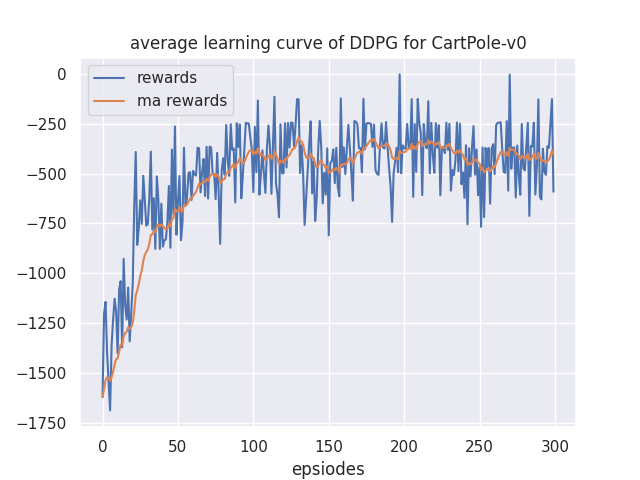 average learning curve of DDPG for CartPole-v0
rewards
ma rewards
0
−250
−500
−750
−1000
−1250
−1500
−1750
0 50 100 150 200 250 300
epsiodes